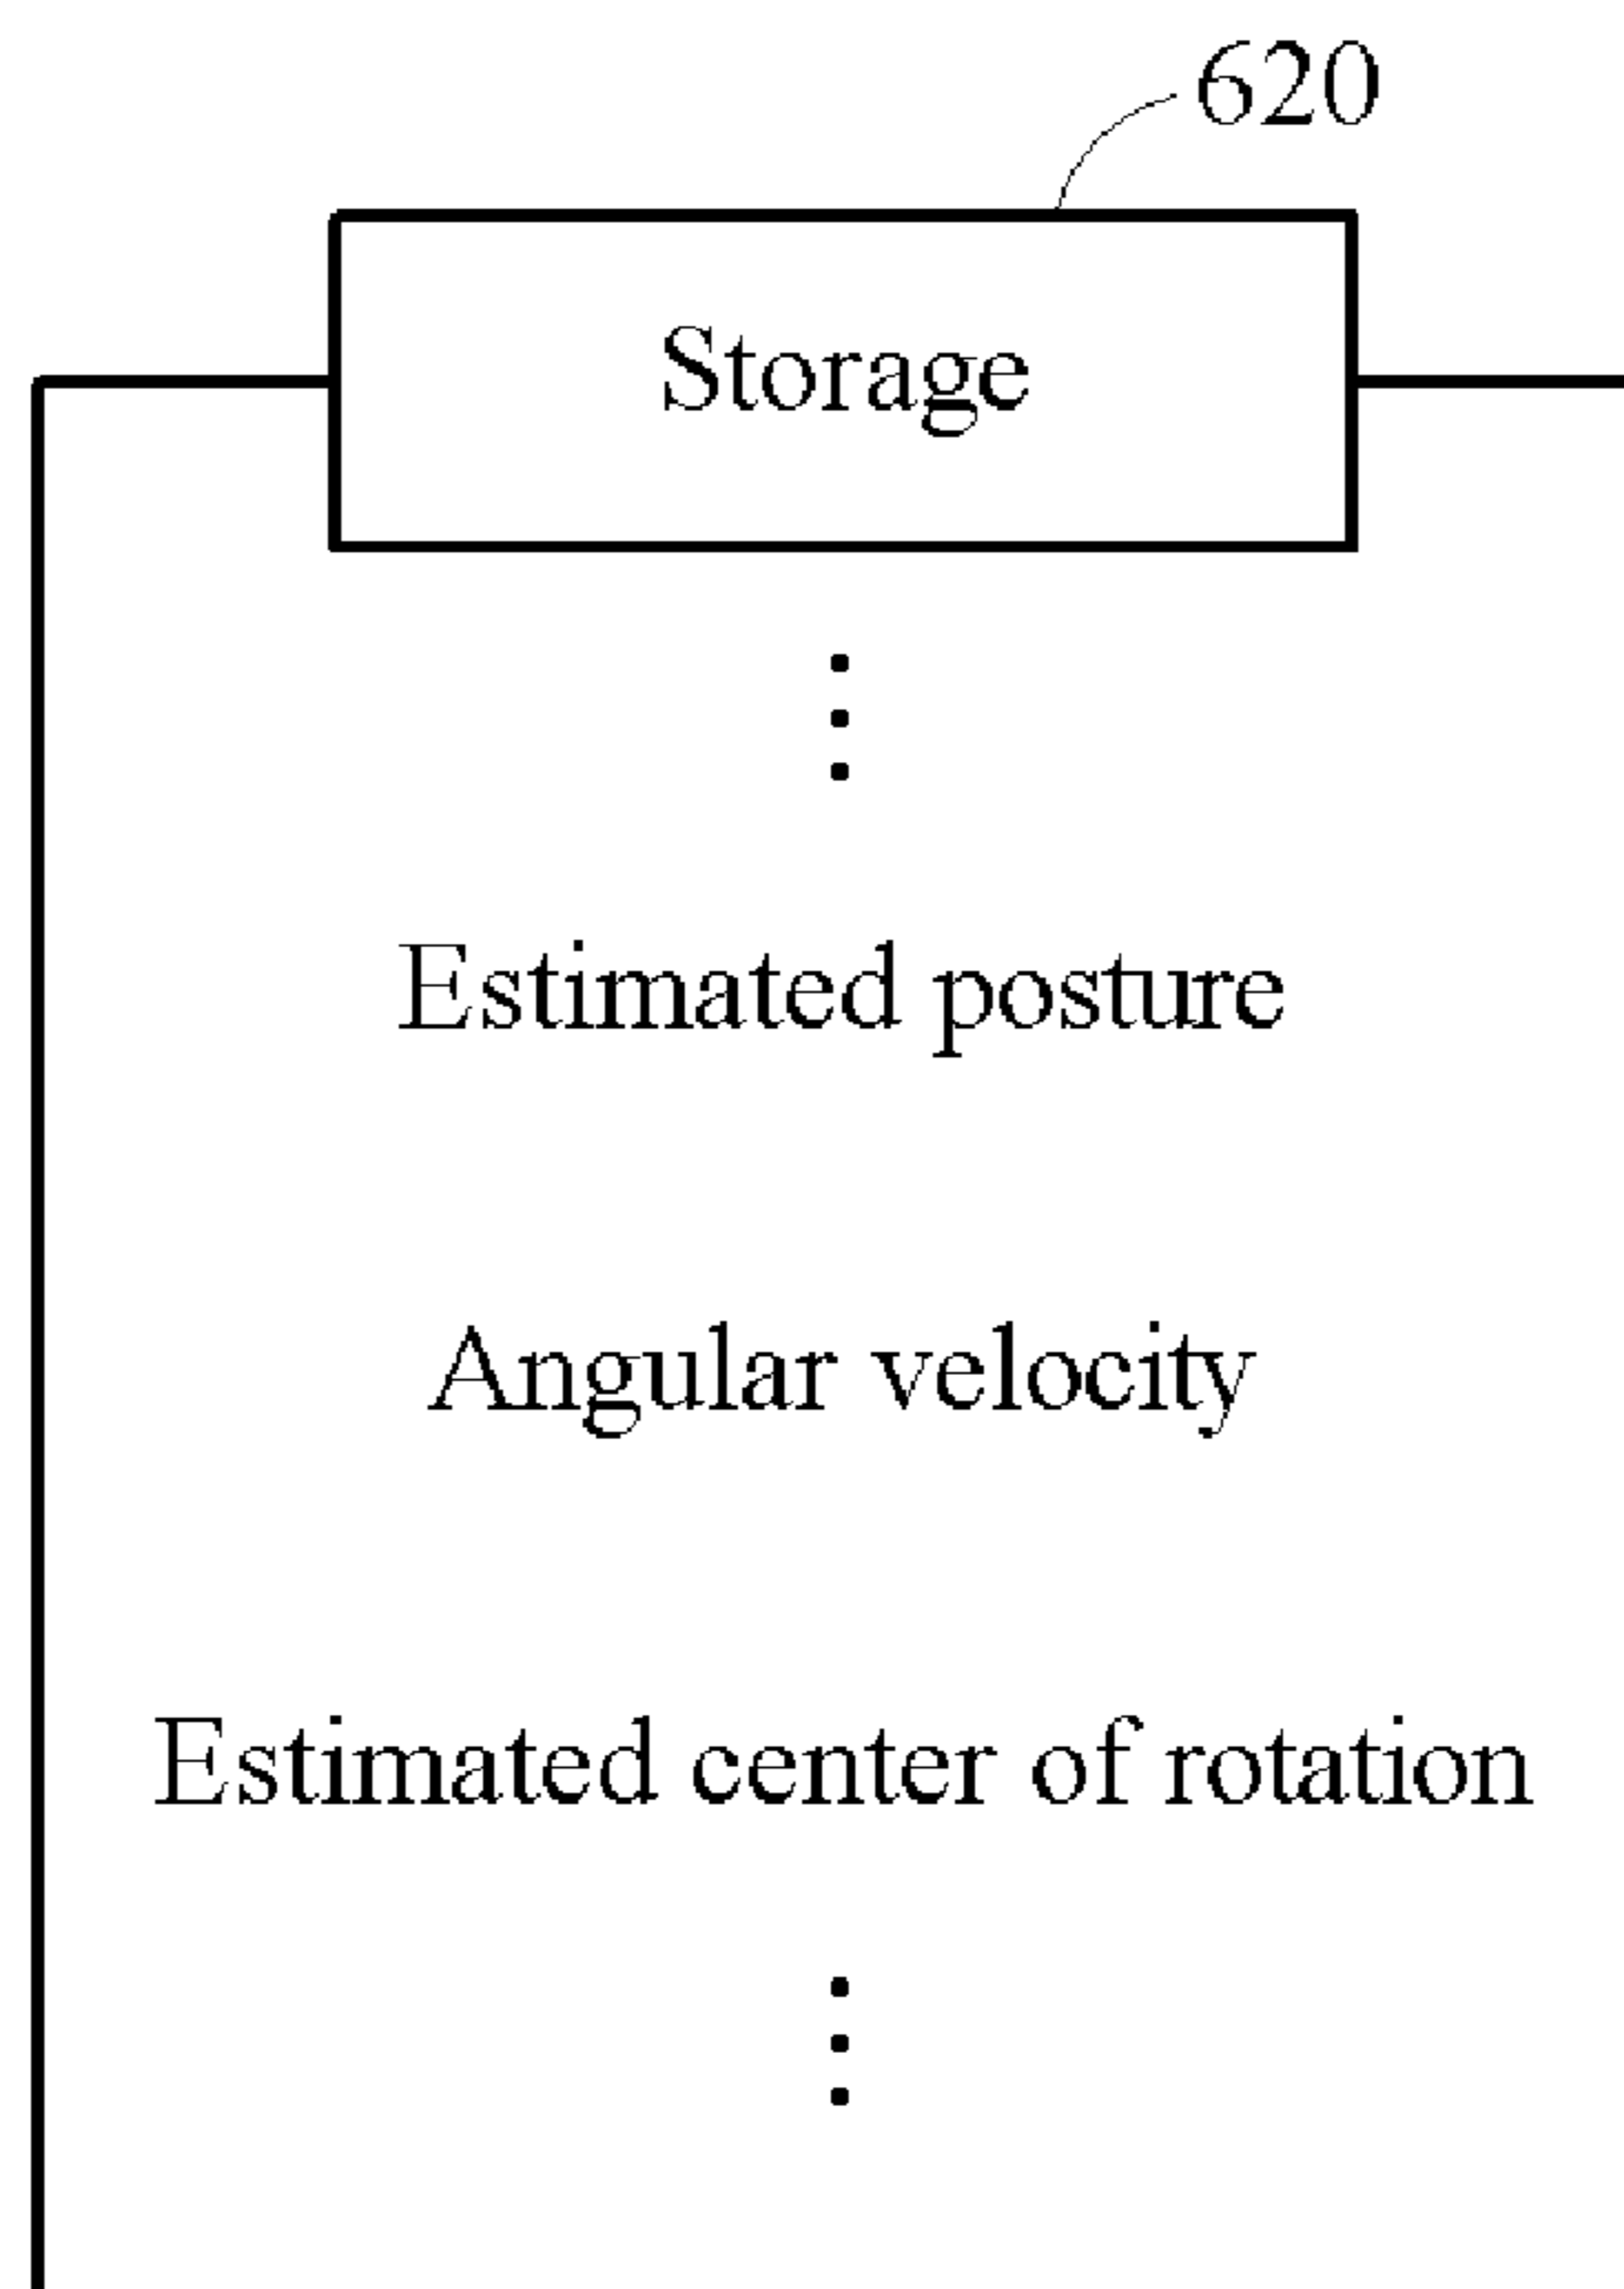 620
Storage
Estimated posture
Angular velocity
Estimated center of rotation